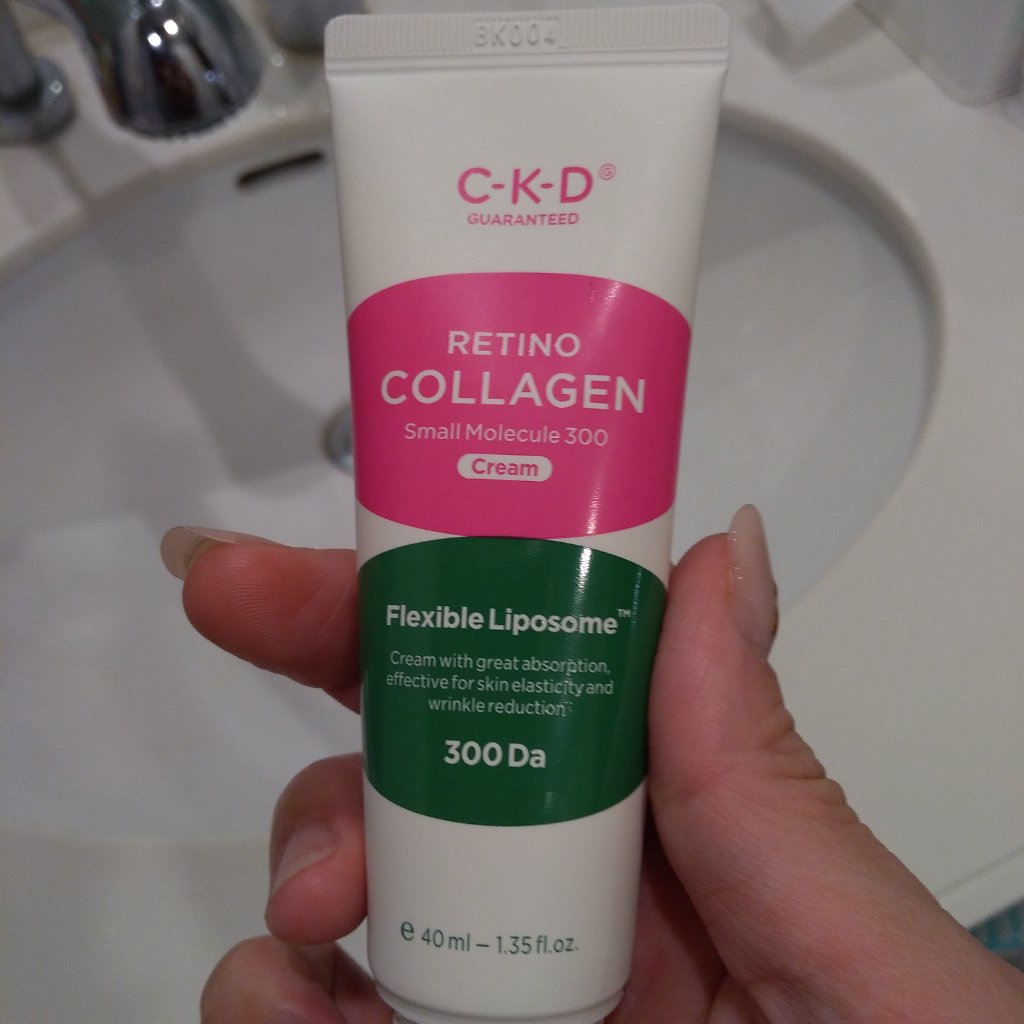 BK004
C-K-D G
GUARANTEED
RETINO
COLLAGEN
Small Molecule 300
Cream
Flexible Liposome™
Cream with great absorption,
effective for skin elasticity and
wrinkle reduction
300 Da
℮ 40 ml – 1.35 fl.oz.